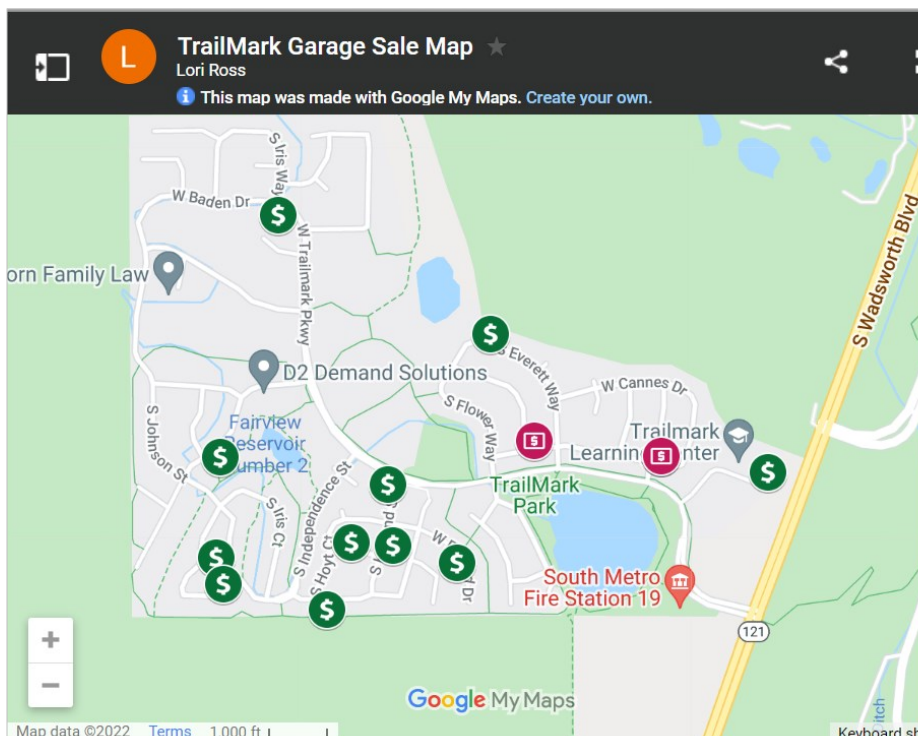 L
TrailMark Garage Sale Map
Lori Ross
This map was made with Google My Maps. Create your own.
S Iris Way
W Baden Dr
W Trailmark Pkwy
orn Family Law
S Wadsworth Blvd
S Everett Way
D2 Demand Solutions
W Cannes Dr
S Flower Way
S Johnson St
Fairview
Reservoir
umber 2
Trailmark
Learning Center
S Independence St
TrailMark
Park
S Iris Ct
S Hoyt Ct
South Metro
Fire Station 19
121
+
−
Google My Maps
Map data ©2022 Terms 1,000 ft
Keyboard sh